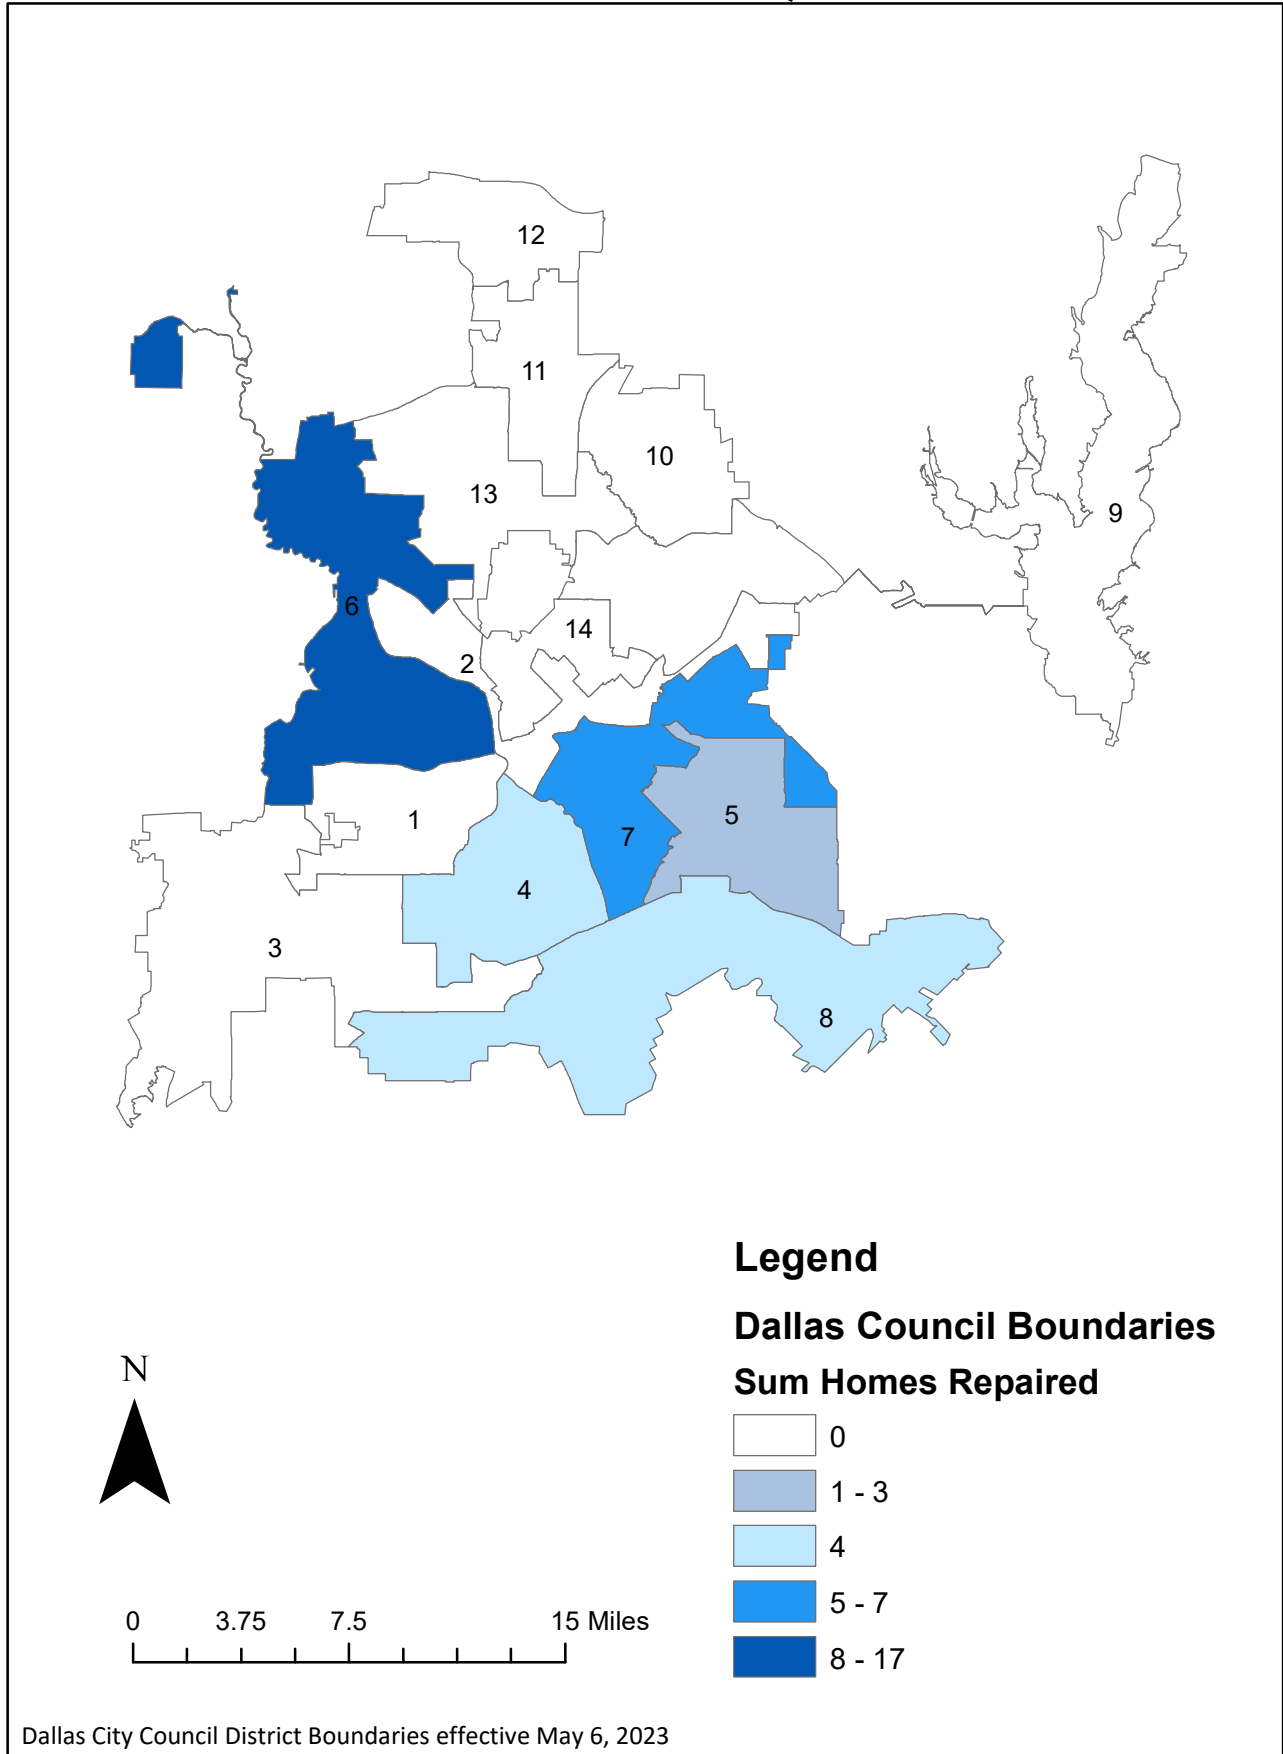 12
11
10
13
9
6
14
2
5
1
7
4
3
8
Legend
Dallas Council Boundaries
Sum Homes Repaired
0
1 - 3
4
5 - 7
8 - 17
N
0 3.75 7.5 15 Miles
Dallas City Council District Boundaries effective May 6, 2023